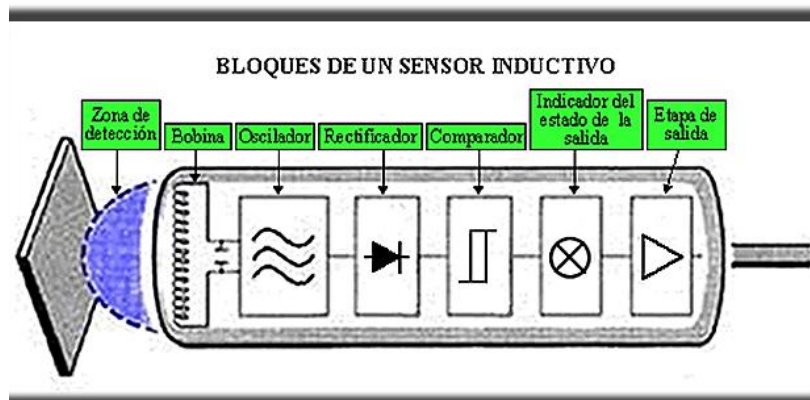 BLOQUES DE UN SENSOR INDUCTIVO
Zona de
detección
Bobina
Oscilador
Rectificador
Comparador
Indicador del
estado de la
salida
Etapa de
salida